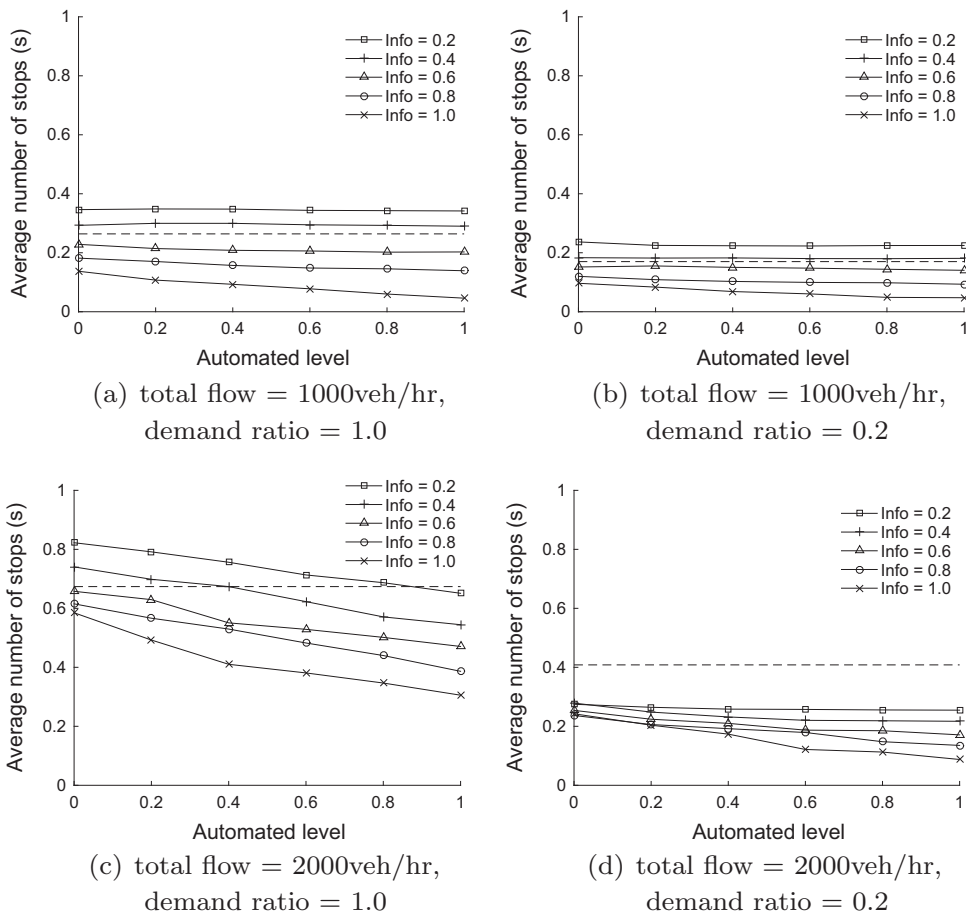 Average number of stops (s)
1
0.8
0.6
0.4
0.2
0
Info = 0.2
Info = 0.4
Info = 0.6
Info = 0.8
Info = 1.0
0 0.2 0.4 0.6 0.8 1
Automated level
(a) total flow = 1000veh/hr,
demand ratio = 1.0
Average number of stops (s)
1
0.8
0.6
0.4
0.2
0
Info = 0.2
Info = 0.4
Info = 0.6
Info = 0.8
Info = 1.0
0 0.2 0.4 0.6 0.8 1
Automated level
(b) total flow = 1000veh/hr,
demand ratio = 0.2
Average number of stops (s)
1
0.8
0.6
0.4
0.2
0
Info = 0.2
Info = 0.4
Info = 0.6
Info = 0.8
Info = 1.0
0 0.2 0.4 0.6 0.8 1
Automated level
(c) total flow = 2000veh/hr,
demand ratio = 1.0
Average number of stops (s)
1
0.8
0.6
0.4
0.2
0
Info = 0.2
Info = 0.4
Info = 0.6
Info = 0.8
Info = 1.0
0 0.2 0.4 0.6 0.8 1
Automated level
(d) total flow = 2000veh/hr,
demand ratio = 0.2